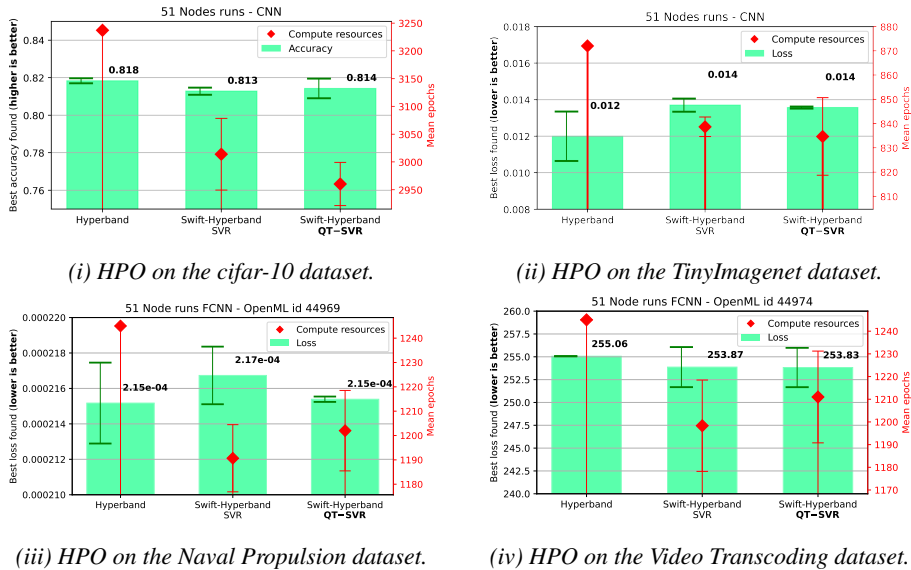 51 Nodes runs - CNN
Best accuracy found (higher is better)
0.84
0.82
0.80
0.78
0.76
0.818
0.813
0.814
Compute resources
Accuracy
3250
3200
3150
3100
3050
3000
2950
Mean epochs
Hyperband
Swift-Hyperband
SVR
Swift-Hyperband
QT−SVR
(i) HPO on the cifar-10 dataset.
51 Nodes runs - CNN
Best loss found (lower is better)
0.018
0.016
0.014
0.012
0.010
0.008
0.012
0.014
0.014
Compute resources
Loss
880
870
860
850
840
830
820
810
Mean epochs
Hyperband
Swift-Hyperband
SVR
Swift-Hyperband
QT−SVR
(ii) HPO on the TinyImagenet dataset.
51 Node runs FCNN - OpenML id 44969
Best loss found (lower is better)
0.000220
0.000218
0.000216
0.000214
0.000212
0.000210
2.15e-04
2.17e-04
2.15e-04
Compute resources
Loss
1240
1230
1220
1210
1200
1190
1180
Mean epochs
Hyperband
Swift-Hyperband
SVR
Swift-Hyperband
QT−SVR
(iii) HPO on the Naval Propulsion dataset.
51 Node runs FCNN - OpenML id 44974
Best loss found (lower is better)
260.0
257.5
255.0
252.5
250.0
247.5
245.0
242.5
240.0
255.06
253.87
253.83
Compute resources
Loss
1240
1230
1220
1210
1200
1190
1180
1170
Mean epochs
Hyperband
Swift-Hyperband
SVR
Swift-Hyperband
QT−SVR
(iv) HPO on the Video Transcoding dataset.